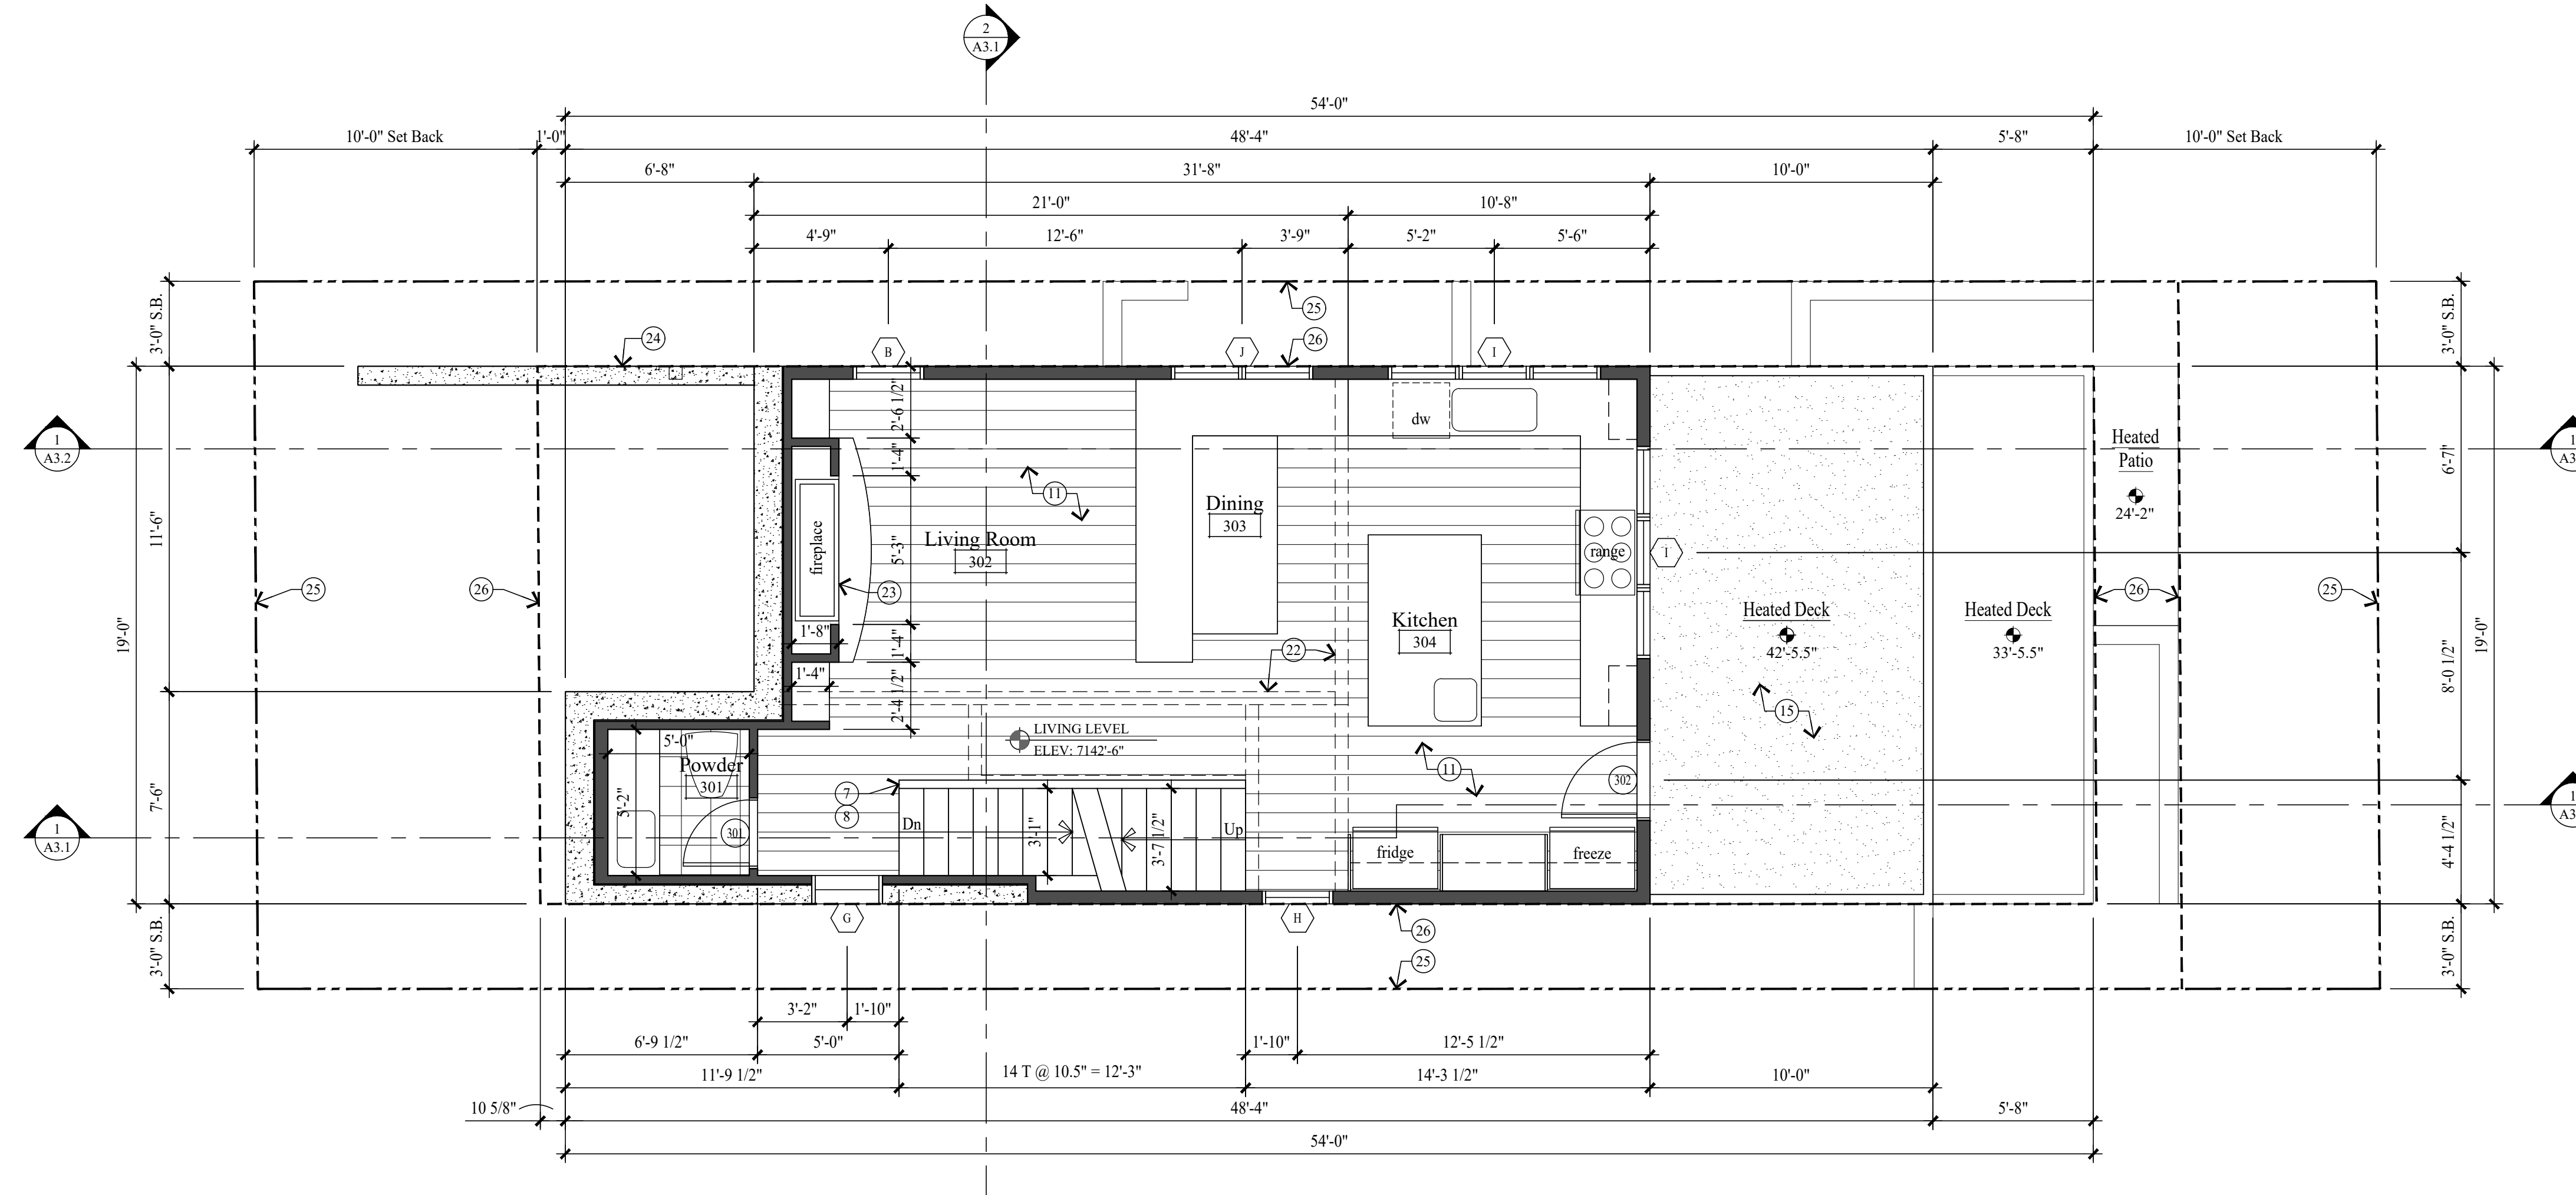 2
A3.1
54'-0"
10'-0" Set Back
1'-0"
48'-4"
5'-8"
10'-0" Set Back
6'-8"
31'-8"
10'-0"
21'-0"
10'-8"
4'-9"
12'-6"
3'-9"
5'-2"
5'-6"
3'-0" S.B.
3'-0" S.B.
25
24
26
B
J
I
2'-6 1/2"
dw
1
A3.2
1'-4"
Heated
Patio
24'-2"
6'-7"
11
Dining
303
11'-6"
fireplace
Living Room
302
5'-3"
range
I
25
26
23
26
25
Kitchen
304
Heated Deck
42'-5.5"
Heated Deck
33'-5.5"
19'-0"
19'-0"
1'-8"
1'-4"
22
1'-4"
2'-4 1/2"
8'-0 1/2"
15
LIVING LEVEL
ELEV: 7142'-6"
5'-0"
Powder
301
11
302
7
8
7'-6"
5'-2"
301
Dn
3'-1"
3'-7 1/2"
Up
1
A3.1
fridge
freeze
4'-4 1/2"
G
H
26
25
3'-0" S.B.
3'-0" S.B.
3'-2"
1'-10"
6'-9 1/2"
5'-0"
1'-10"
12'-5 1/2"
11'-9 1/2"
14 T @ 10.5" = 12'-3"
14'-3 1/2"
10'-0"
10 5/8"
48'-4"
5'-8"
54'-0"